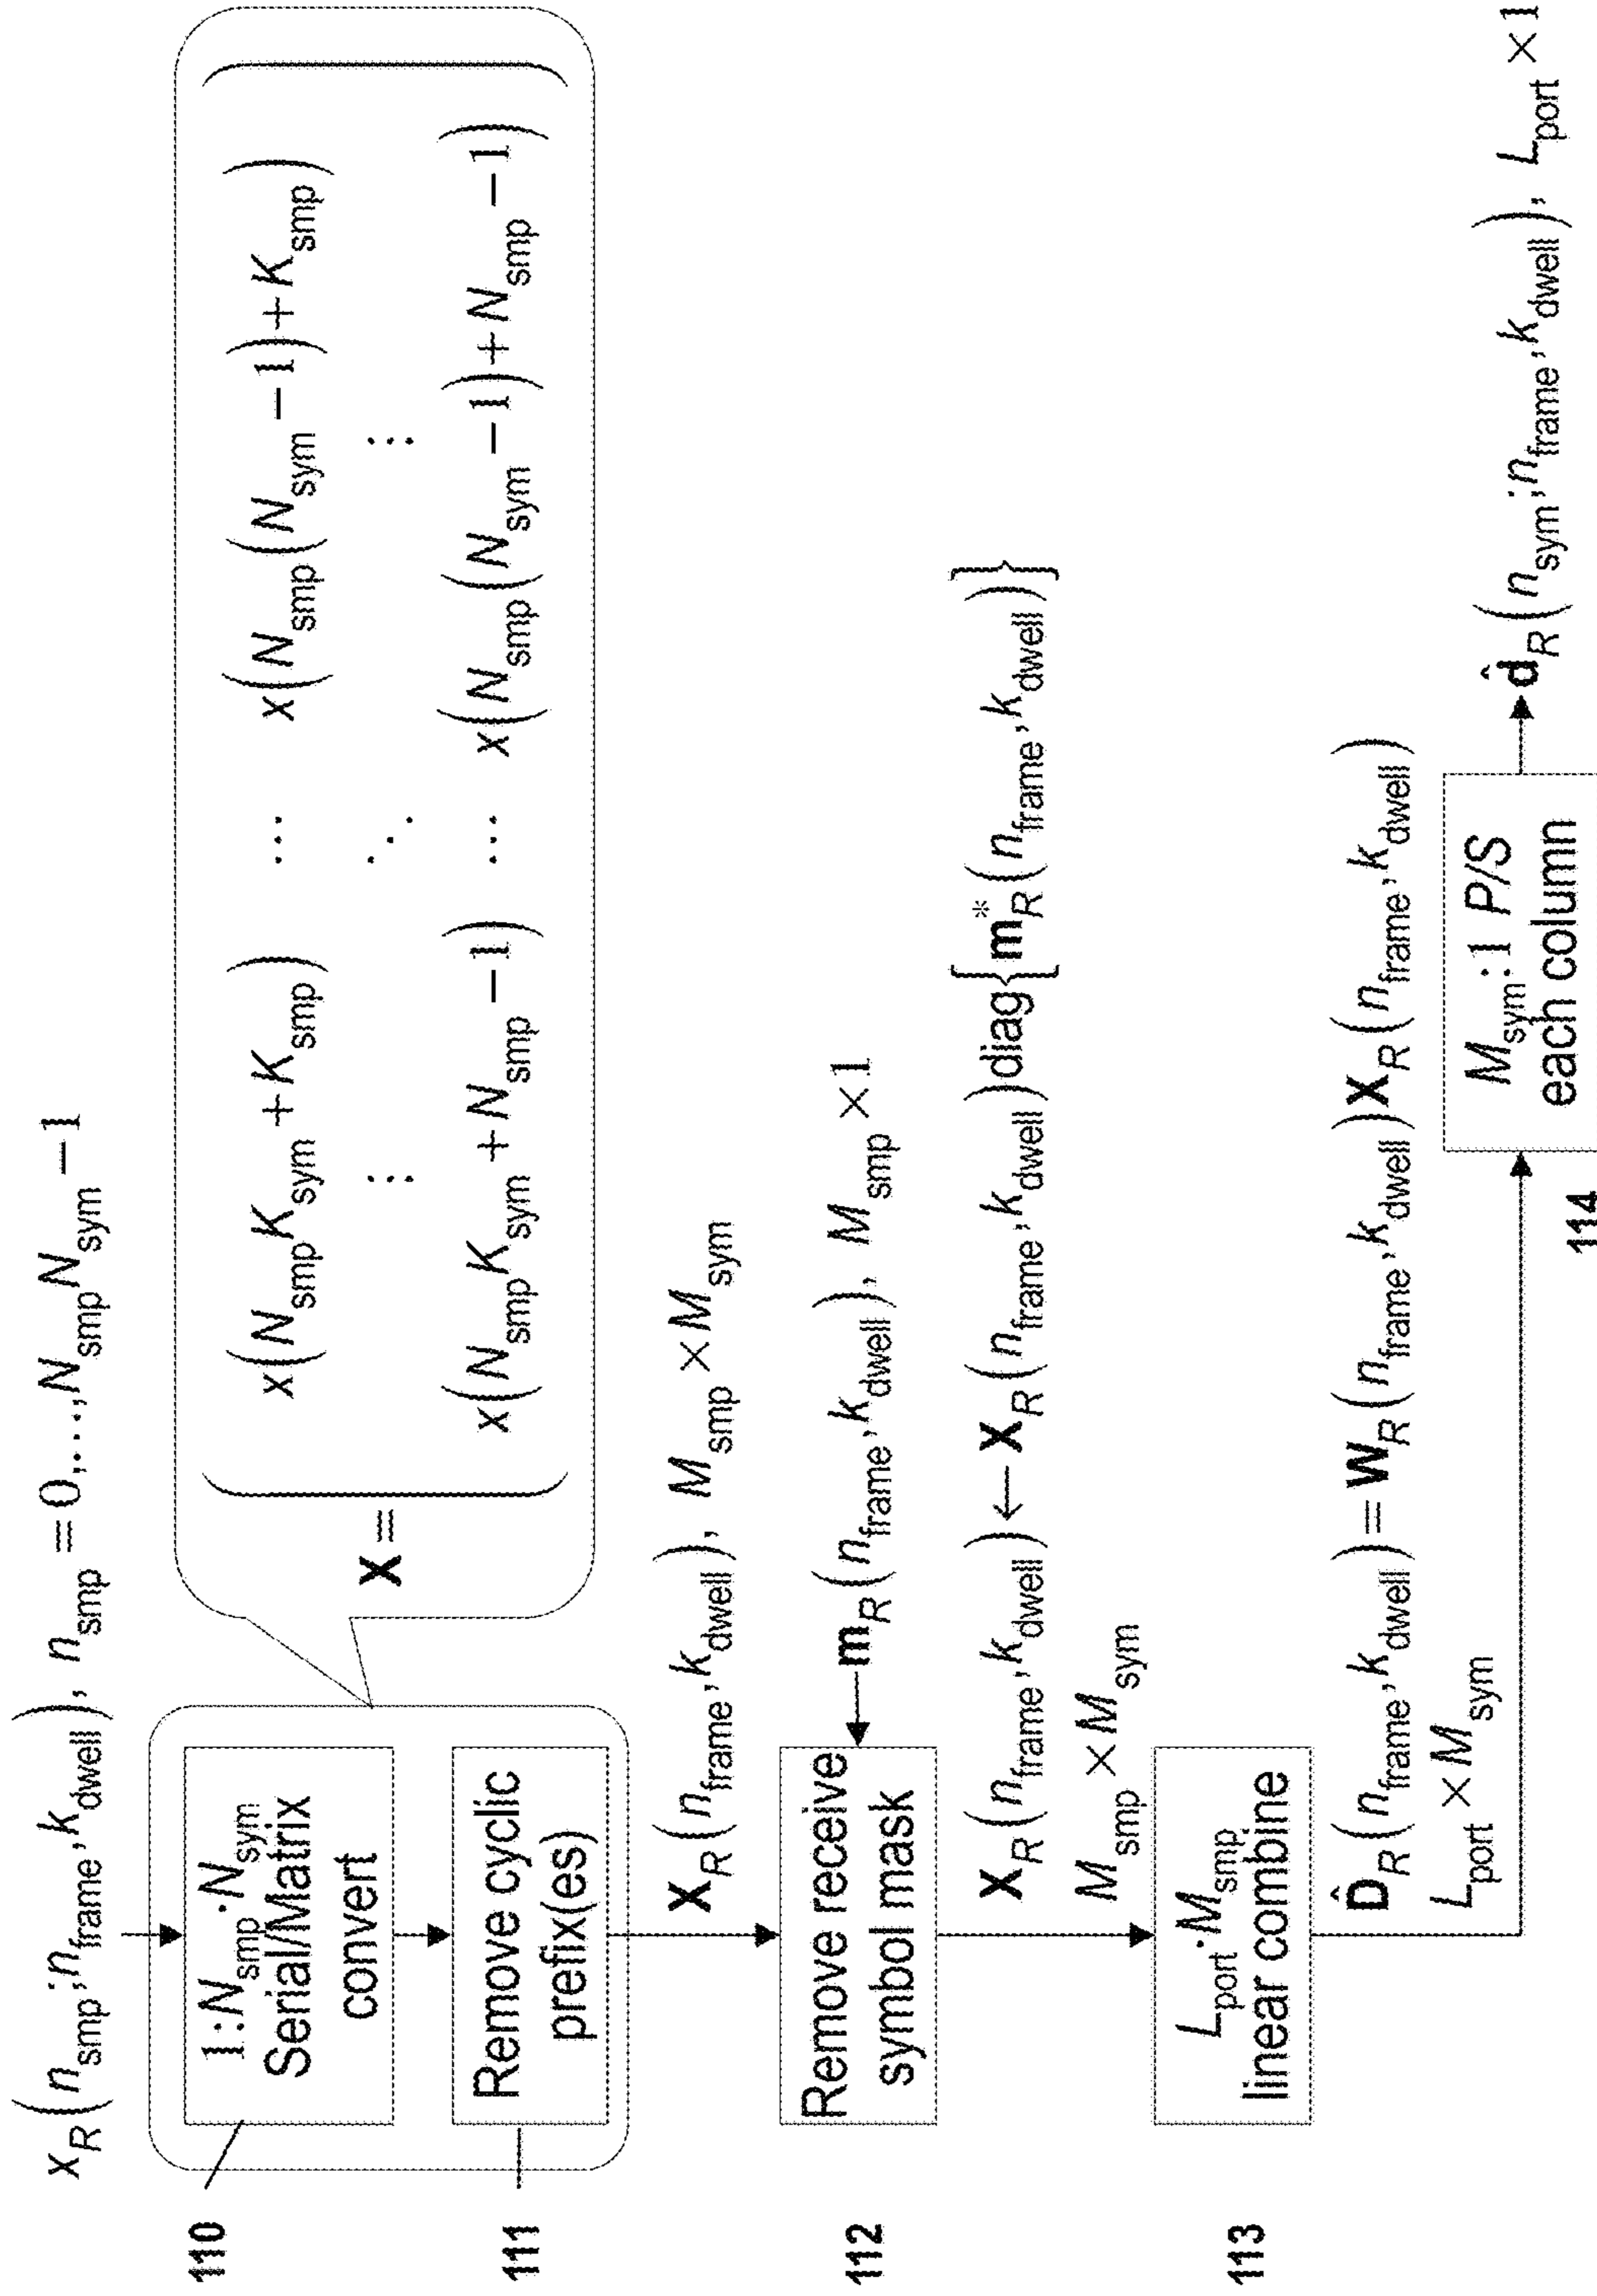 x_R(n_smp; n_frame, k_dwell), n_smp = 0,…,N_smp N_sym −1
110
1:N_smp·N_sym
Serial/Matrix
convert
111
Remove cyclic
prefix(es)
X =
x(N_smp K_sym + K_smp) ⋯ x(N_smp(N_sym −1)+ K_smp)
⋮ ⋱ ⋮
x(N_smp K_sym + N_smp −1) ⋯ x(N_smp(N_sym −1)+ N_smp −1)
X_R(n_frame, k_dwell), M_smp × M_sym
112
Remove receive
symbol mask
m_R(n_frame, k_dwell), M_smp ×1
X_R(n_frame, k_dwell) ← X_R(n_frame, k_dwell)diag{m*_R(n_frame, k_dwell)}
M_smp × M_sym
113
L_port·M_smp
linear combine
D̂_R(n_frame, k_dwell) = W_R(n_frame, k_dwell)X_R(n_frame, k_dwell)
L_port × M_sym
114
M_sym:1 P/S
each column
d̂_R(n_sym; n_frame, k_dwell), L_port ×1